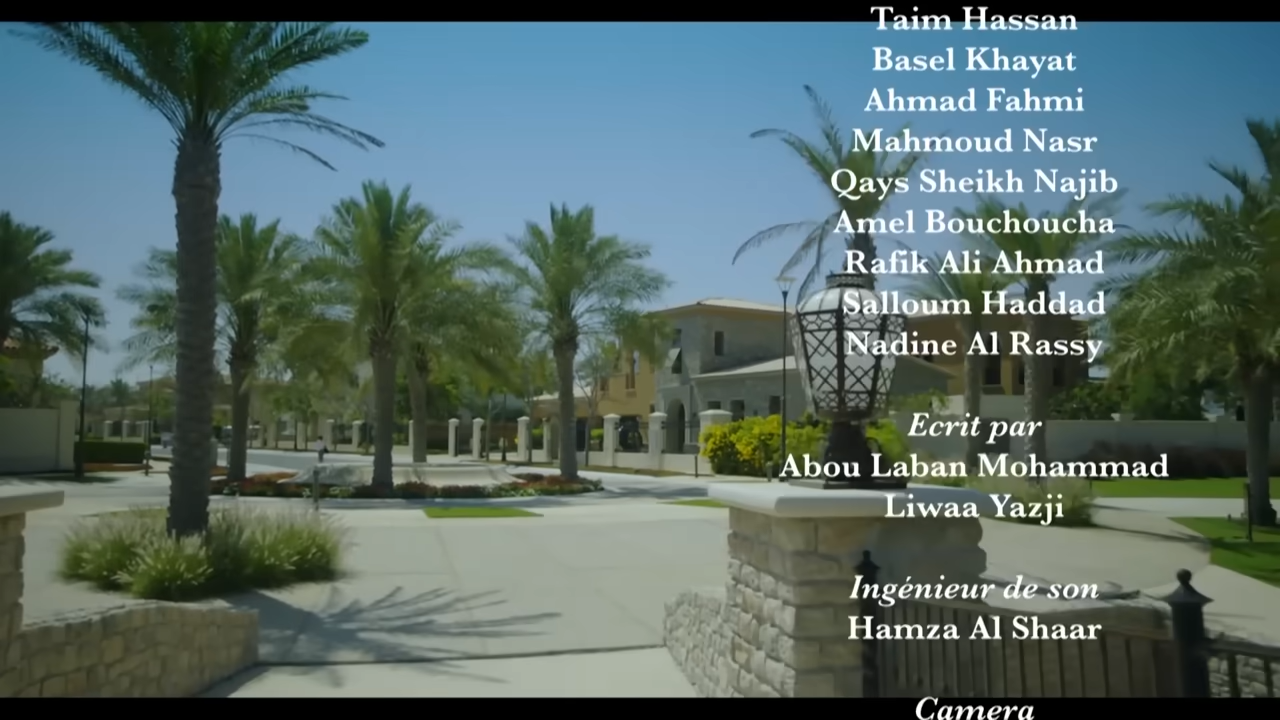 Taim Hassan
Basel Khayat
Ahmad Fahmi
Mahmoud Nasr
Qays Sheikh Najib
Amel Bouchoucha
Rafik Ali Ahmad
Salloum Haddad
Nadine Al Rassy
Ecrit par
Abou Laban Mohammad
Liwaa Yazji
Ingénieur de son
Hamza Al Shaar
Camera